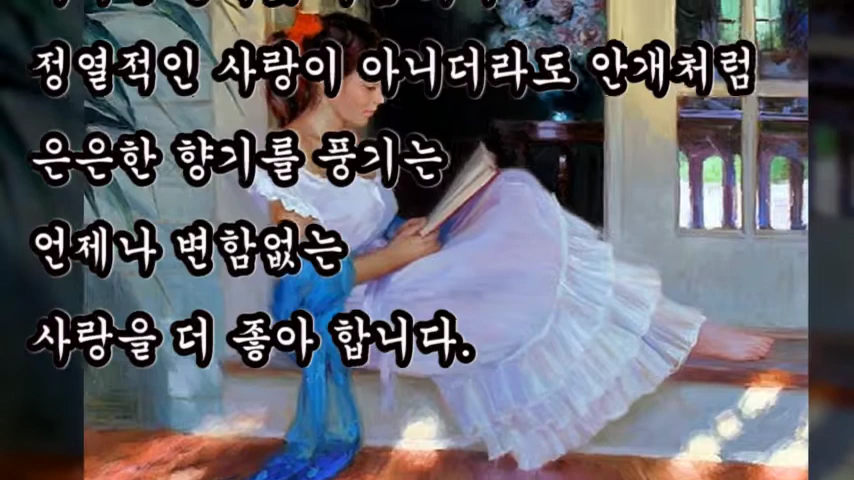 정열적인 사랑이 아니더라도 안개처럼
은은한 향기를 풍기는
언제나 변함없는
사랑을 더 좋아 합니다.